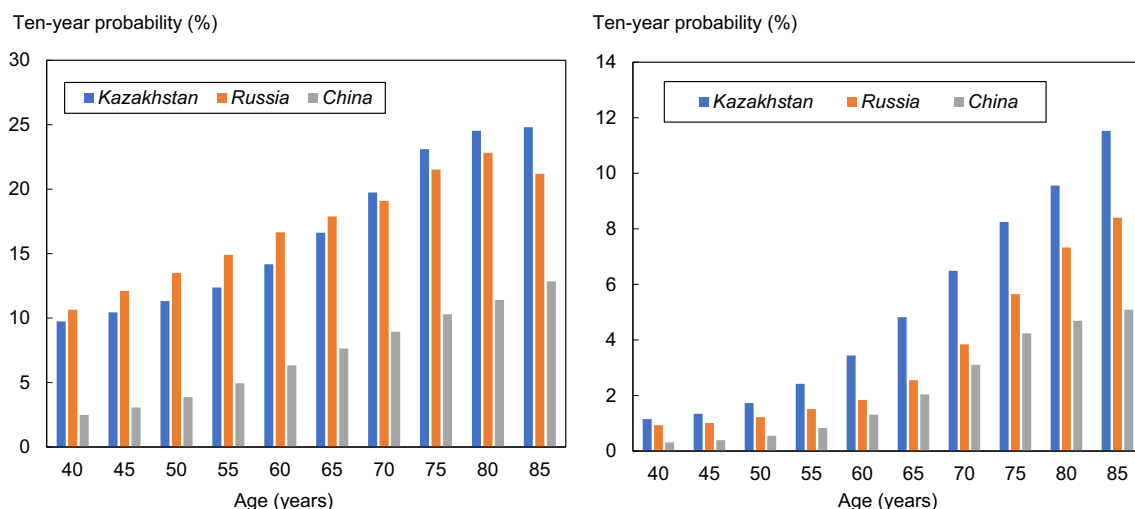 Ten-year probability (%)
30
25
20
15
10
5
0
Kazakhstan Russia China
40 45 50 55 60 65 70 75 80 85
Age (years)
Ten-year probability (%)
14
12
10
8
6
4
2
0
Kazakhstan Russia China
40 45 50 55 60 65 70 75 80 85
Age (years)